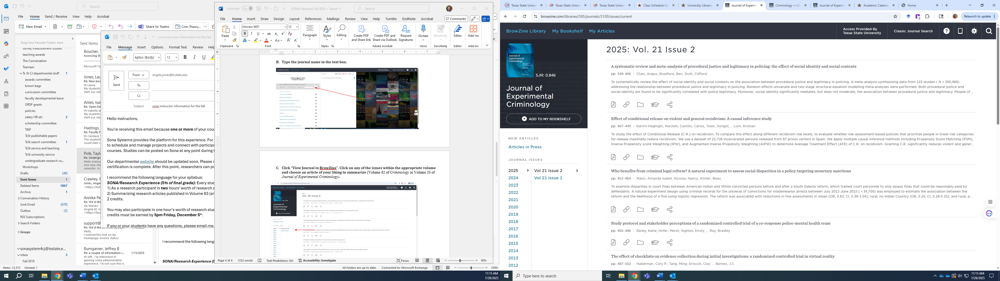 Search
File Home Send / Receive View Help Acrobat
New Email Share to Teams Crim Theory...
Drag Your Favorite Folders Here
Survey measurement studies
teaching awards
The Conversation
Tsarnaev
Tx St CJ departmental stuff 1
awards committee
brown bags
curriculum committee
faculty developmental leave
ORSP grants
policies
salary HR etc 2
scholarship committee
T&P
TxSt publishable papers
TxSt search committee 1
TxSt service and teaching
TxSt university service
undergraduate research co...
Workshops
Drafts [49]
Sent Items 1
Deleted Items 1867
Archive 1
Conversation History
Junk Email [670]
Outbox [3]
RSS Subscriptions
Search Folders
Groups
sonasystem4cj@txstate.e...
Inbox 3
Fall 2019
Items: 13,372 Unread: 1
Sent Items
Boucher, T
Assessing St
Microsoft Te
Jones, Lau
Re: New boo
Hi Laura,
My students
start our clas
Antes, Isab
Re: Open Ed
Hi Isabella a
My students
start our clas
Hastings,
Re: Faculty F
Hi Candace,
The students
could start c
Polk, Tayl
Re: Undergra
Hello instruc
one new cha
semester. In
Crawley, E
Jones, Angel
<https://txst
Annika Pe
Re: We'd lik
Ok thanks!
Angela M. Jo
<https://fac
support@
Re: We'd like to know about...
Hello,
I noticed this text on my
homepage: invoice status:
Bumgarner, Jeffrey B
Re: a couple of information i... 1/15/2025
Hi Jeff, I'm interested in
gaining some administrative
experience. I'm not sure this is
sona instructor information for the fall -
File Message Insert Options Format Text Review Help
Aptos (Body) 12 B I U
Send
From angela.jones@txstate.edu
To
Cc
Subject sona instructor information for the fall
Hello instructors,
You're receiving this email because one or more of your cou
Sona Systems provides the platform for this experience. For
to schedule and manage projects and connect with participa
courses. Studies can be posted on Sona at any point during t
Our departmental website should be updated soon. Please n
certification is complete. After this point, researchers can po
I recommend the following language for your syllabus:
SONA/Research Experience (5% of final grade): Every stud
1) As a research participant in two hours' worth of research s
2) Summarizing research articles published in Volume 63 (an
2 credits.
You may also participate in one hour's worth of research stud
credits must be earned by 5pm Friday, December 5th.
If you or your students have any questions, please email me.
I recommend the following langu
SONA/Research Experience (5
All folders are up to date. Connected to: Microsoft Exchange 100%
AutoSave On SONA Handout Fall 2025 • Saved Search
File Home Insert Draw Design Layout References Mailings Review View Help Turnitin EndNote Acrobat Comments
Univers W01 12
Paste Paragraph Styles Editing Create PDF and Share link Create PDF and Share via Outlook Request Signatures Dictate Sensitivity Editor Add-ins
Clipboard Font Styles Adobe Acrobat Voice Sensitivity Editor Add-ins
B. Type the journal name in the text box:
BrowZine Library My Bookshelf My Articles
TEXAS STATE
C. Click "View Journal in BrowZine". Click on any of the issues within the appropriate volume
and choose an article of your liking to summarize (Volume 62 of Criminology or Volume 20 of
Journal of Experimental Criminology).
BrowZine Library My Bookshelf My Articles
Vol. 20 Issue 2
Journal of
Experimental
Criminology
Page 4 of 6 1332 words Text Predictions: On Accessibility: Investigate Focus 90%
11:15 AM
7/29/2025
Texas State Univer Texas State Univer Texas State Univer Class Schedule List University Libraries Journal of Experim Criminology — Cu Journal of Experim Academic Calenda Home
browzine.com/libraries/585/journals/3120/issues/current Relaunch to update
BrowZine Library My Bookshelf My Articles
Access Provided By
Texas State University
Classic Journal Search
Journal of
Experimental
Criminology
SJR: 0.846
Journal of
Experimental
Criminology
ADD TO MY BOOKSHELF
NEW ARTICLES
Articles in Press
JOURNAL ISSUES
2025 Vol 21 Issue 2
2024 Vol 21 Issue 1
2023
2022
2021
2020
2019
2018
2017
2016
2015
2014
2013
2012
2025: Vol. 21 Issue 2
A systematic review and meta-analysis of procedural justice and legitimacy in policing: the effect of social identity and social contexts
pp. 349-406 - Chan, Angus; Bradford, Ben; Stott, Clifford
To systematically review the effect of social identity and social contexts on the association between procedural justice and legitimacy in policing. A meta-analysis synthesising data from 123 studies ( N = 200,966)
addressing the relationship between procedural justice and legitimacy in policing. Random effects univariate and two-stage structural equation modelling meta-analyses were performed. Both procedural justice and
social identity are found to be significantly correlated with police legitimacy. Moreover, social identity significantly mediates, but does not moderate, the association between procedural justice and legitimacy. People of ...
Effect of conditional release on violent and general recidivism: A causal inference study
pp. 407-449 - Karimi-Haghighi, Marzieh; Castillo, Carlos; Tolan, Songül; ... Lum, Kristian
To study the effect of Conditional Release (C.R.) on recidivism. To compare this effect along different recidivism risk levels, to evaluate whether risk-assessment-based policies that prioritize people in lower risk categories
for release maximally reduce recidivism. We use a dataset of 22,726 incarcerated persons released from 87 prison centers in Spain. We apply multiple causal inference methods including Propensity Score Matching (PSM),
Inverse Propensity score Weighting (IPW), and Augmented Inverse Propensity Weighting (AIPW) to determine Average Treatment Effect (ATE) of C.R. on recidivism. Granting C.R. significantly reduces violent and gener...
Who benefits from criminal legal reform? A natural experiment to assess racial disparities in a policy targeting monetary sanctions
pp. 451-464 - Mauri, Amanda Isabel; Nicosia, Nancy; Kilmer, Beau
To examine disparities in court fines between American Indian and White convicted persons before and after a South Dakota reform, which trained court personnel to only assess fines that could be reasonably paid by
defendants. A natural experiment design using criminal records for the universe of convictions for misdemeanor arrests between July 2011-June 2015 ( = 34,700) was employed to estimate the association between the
reform and the likelihood of a fine using logistic regression. The reform was associated with reductions in fine assessments in urban (OR, 0.63; CI, 0.39-1.04); rural, no Indian Country (OR, 0.24; CI, 0.18-0.33); and rural, p...
Study protocol and stakeholder perceptions of a randomized controlled trial of a co-response police-mental health team
pp. 465-486 - Bailey, Katie; Hofer, Meret; Sightes, Emily; ... Ray, Bradley
The effect of checklists on evidence collection during initial investigations: a randomized controlled trial in virtual reality
pp. 487-502 - Haberman, Cory P.; Tang, Ming; Driscoll, Clay; ... Barnes, J.C.
Type here to search
11:15 AM
7/29/2025